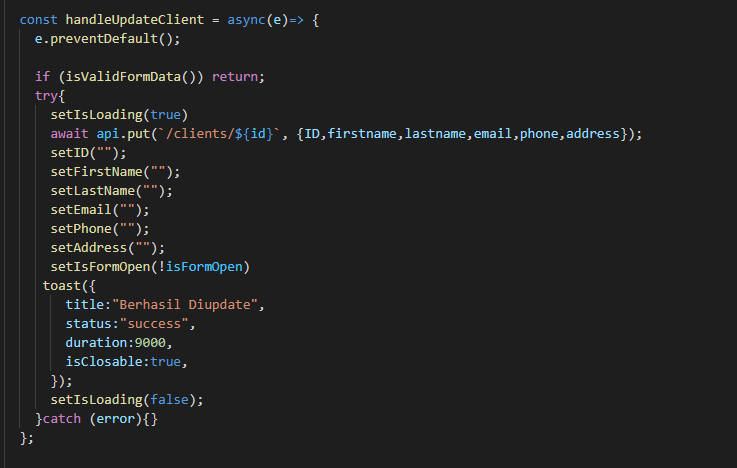 const handleUpdateClient = async(e)=> {
e.preventDefault();
if (isValidFormData()) return;
try{
setIsLoading(true)
await api.put(`/clients/${id}`, {ID,firstname,lastname,email,phone,address});
setID("");
setFirstName("");
setLastName("");
setEmail("");
setPhone("");
setAddress("");
setIsFormOpen(!isFormOpen)
toast({
title:"Berhasil Diupdate",
status:"success",
duration:9000,
isClosable:true,
});
setIsLoading(false);
}catch (error){}
};